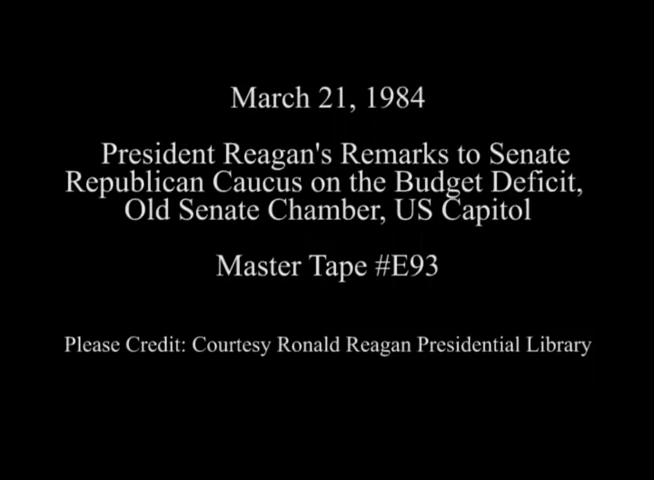 March 21, 1984
President Reagan's Remarks to Senate
Republican Caucus on the Budget Deficit,
Old Senate Chamber, US Capitol
Master Tape #E93
Please Credit: Courtesy Ronald Reagan Presidential Library